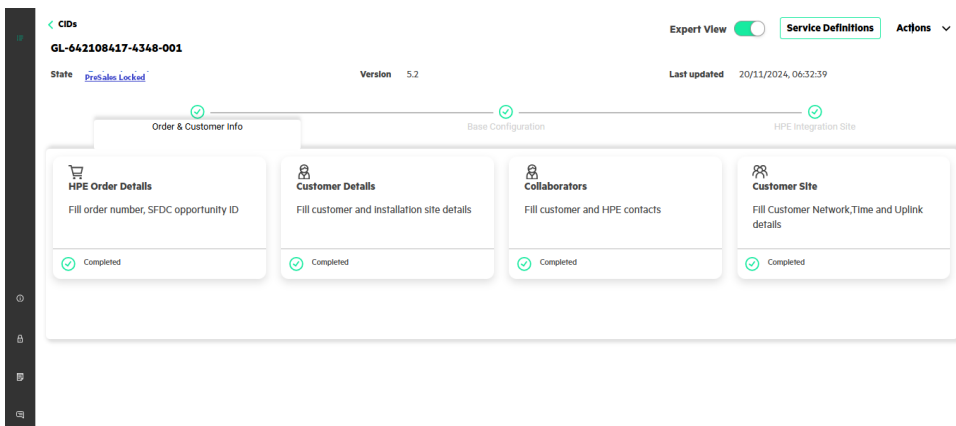 CIDs
GL-642108417-4348-001
Expert View
Service Definitions
Actions
State PreSales Locked
Version 5.2
Last updated 20/11/2024, 06:32:39
Order & Customer Info
Base Configuration
HPE Integration Site
HPE Order Details
Fill order number, SFDC opportunity ID
Completed
Customer Details
Fill customer and Installation site details
Completed
Collaborators
Fill customer and HPE contacts
Completed
Customer Site
Fill Customer Network,Time and Uplink
details
Completed